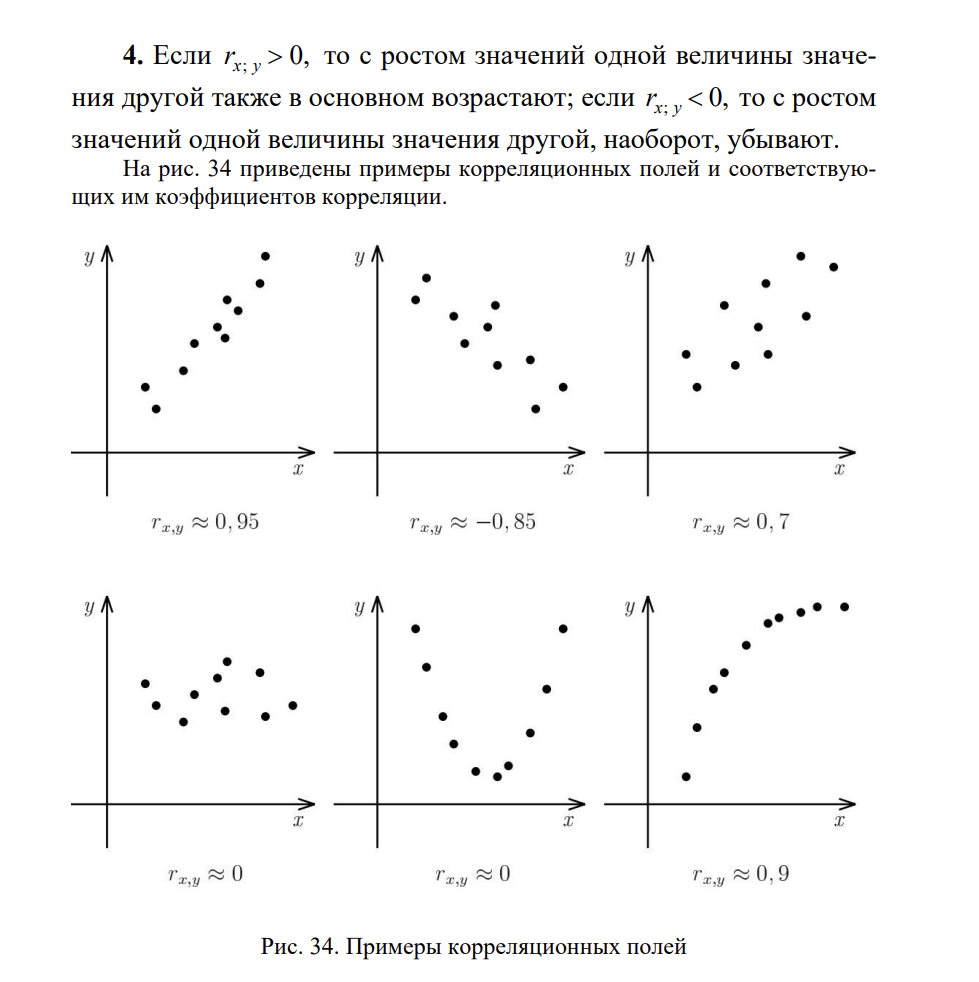 4. Если r_{x; y} > 0, то с ростом значений одной величины значе-
ния другой также в основном возрастают; если r_{x; y} < 0, то с ростом
значений одной величины значения другой, наоборот, убывают.
На рис. 34 приведены примеры корреляционных полей и соответствую-
щих им коэффициентов корреляции.
y y y
x x x
r_{x,y} ≈ 0, 95 r_{x,y} ≈ −0, 85 r_{x,y} ≈ 0, 7
y y y
x x x
r_{x,y} ≈ 0 r_{x,y} ≈ 0 r_{x,y} ≈ 0, 9
Рис. 34. Примеры корреляционных полей